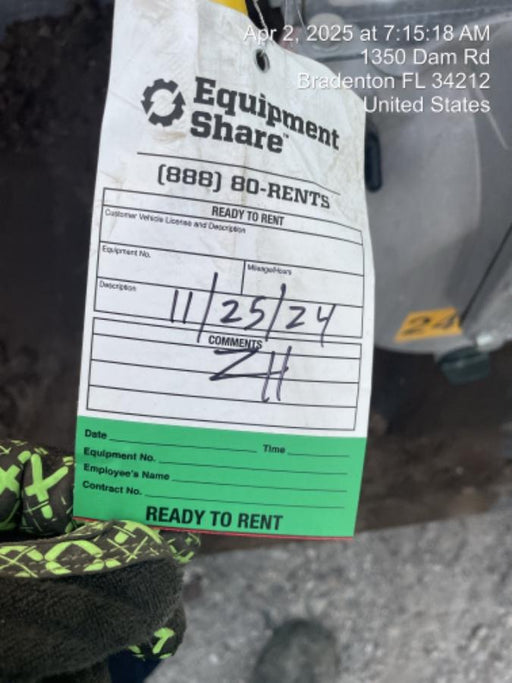 Apr 2, 2025 at 7:15:18 AM
1350 Dam Rd
Bradenton FL 34212
United States
Equipment
Share™
(888) 80-RENTS
READY TO RENT
Customer Vehicle License and Description
Equipment No.
Mileage/Hours
Description
11/25/24
COMMENTS
ZH
Date
Time
Equipment No.
Employee's Name
Contract No.
READY TO RENT
24